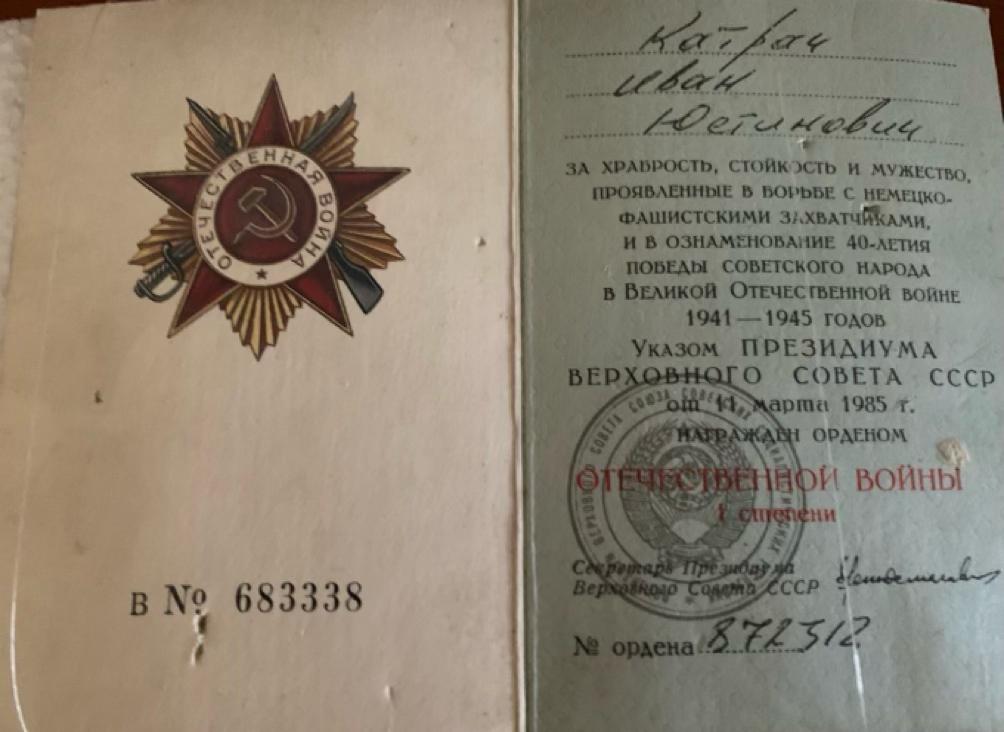 ОТЕЧЕСТВЕННАЯ ВОЙНА
В № 683338
Катран
Иван
Юстинович
ЗА ХРАБРОСТЬ, СТОЙКОСТЬ И МУЖЕСТВО,
ПРОЯВЛЕННЫЕ В БОРЬБЕ С НЕМЕЦКО-
ФАШИСТСКИМИ ЗАХВАТЧИКАМИ,
И В ОЗНАМЕНОВАНИЕ 40-ЛЕТИЯ
ПОБЕДЫ СОВЕТСКОГО НАРОДА
В ВЕЛИКОЙ ОТЕЧЕСТВЕННОЙ ВОЙНЕ
1941—1945 ГОДОВ
УКАЗОМ ПРЕЗИДИУМА
ВЕРХОВНОГО СОВЕТА СССР
от 11 марта 1985 г.
НАГРАЖДЕН ОРДЕНОМ
ОТЕЧЕСТВЕННОЙ ВОЙНЫ
I степени
Секретарь Президиума
Верховного Совета СССР
№ ордена 872312